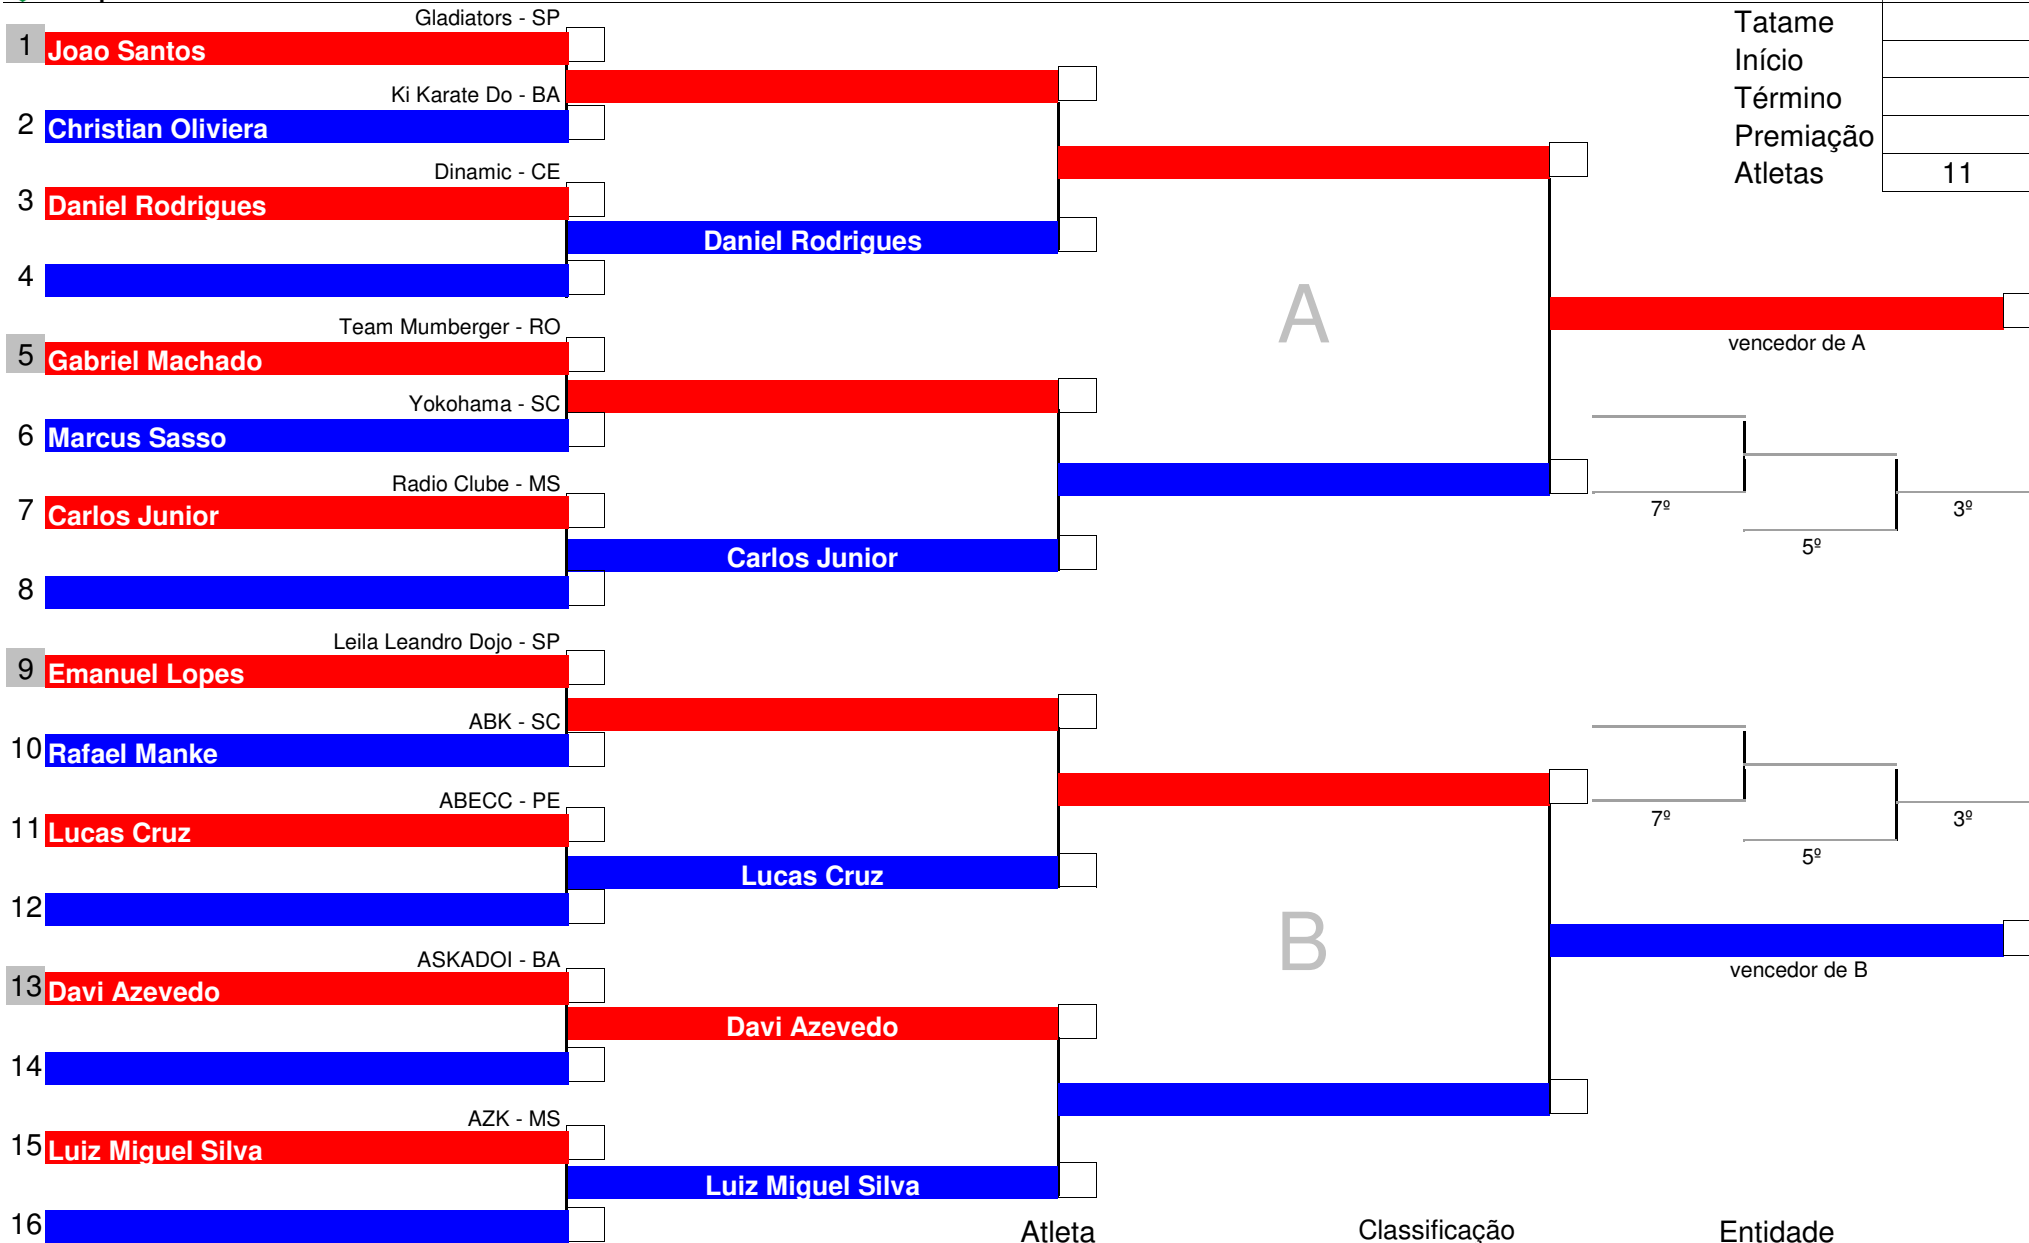 Gladiators - SP
1 Joao Santos
Ki Karate Do - BA
2 Christian Oliviera
Dinamic - CE
3 Daniel Rodrigues
Daniel Rodrigues
4
Team Mumberger - RO
5 Gabriel Machado
Yokohama - SC
6 Marcus Sasso
Radio Clube - MS
7 Carlos Junior
Carlos Junior
8
Leila Leandro Dojo - SP
9 Emanuel Lopes
ABK - SC
10 Rafael Manke
ABECC - PE
11 Lucas Cruz
Lucas Cruz
12
ASKADOI - BA
13 Davi Azevedo
Davi Azevedo
14
AZK - MS
15 Luiz Miguel Silva
Luiz Miguel Silva
16
A
B
Tatame
Início
Término
Premiação
Atletas 11
vencedor de A
7º
3º
5º
7º
3º
5º
vencedor de B
Atleta Classificação Entidade